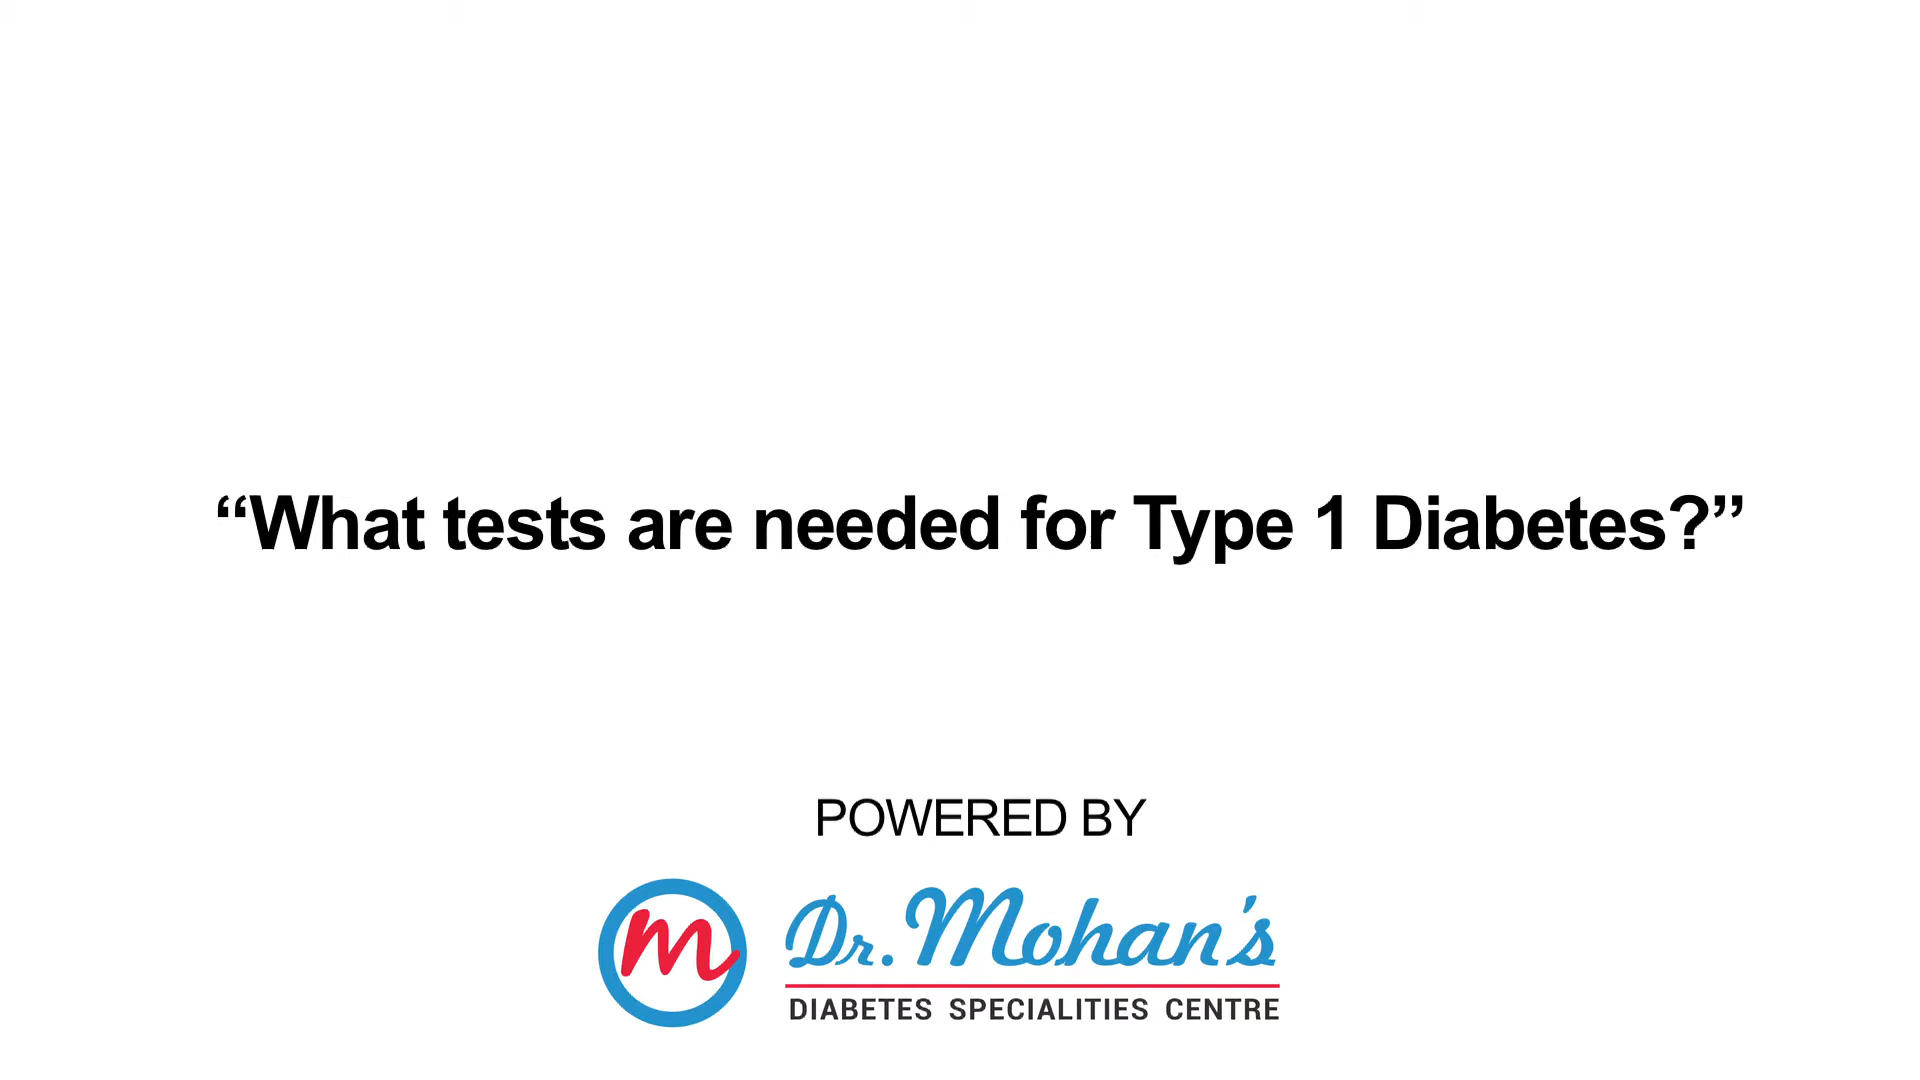 “What tests are needed for Type 1 Diabetes?”
POWERED BY
m Dr. Mohan's
DIABETES SPECIALITIES CENTRE